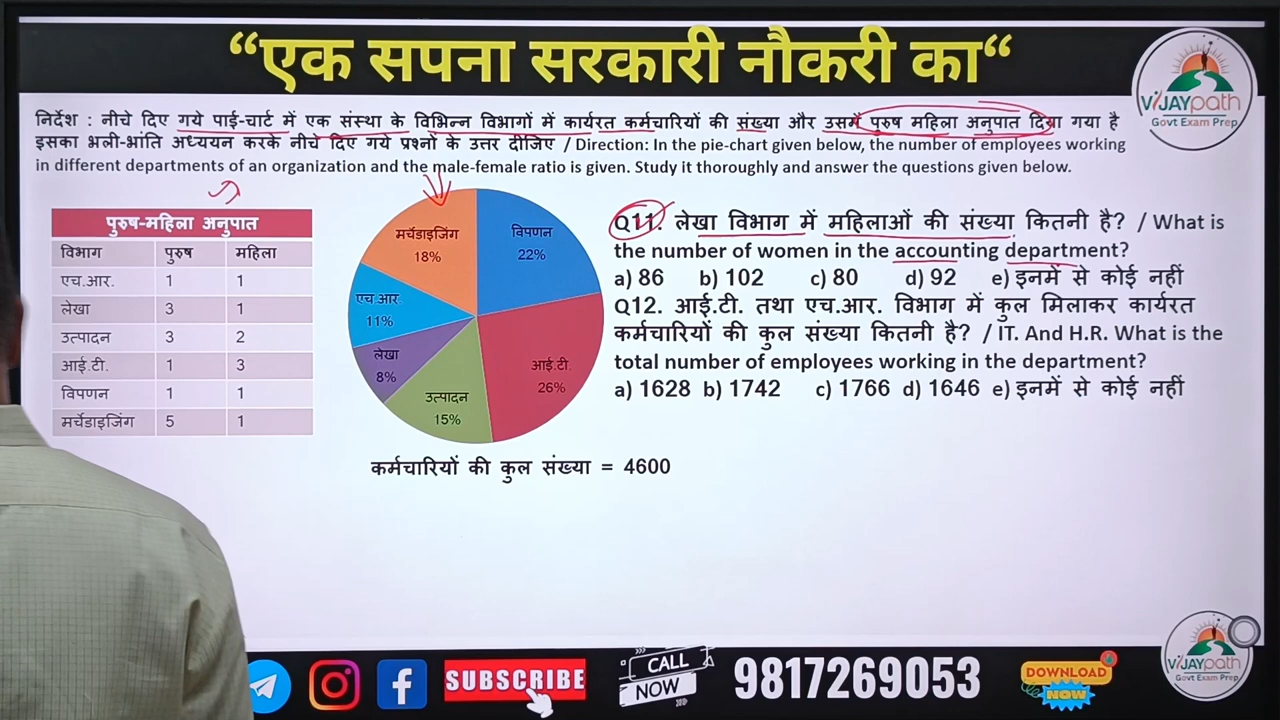 “एक सपना सरकारी नौकरी का“
VIJAYpath
Govt Exam Prep
निर्देश : नीचे दिए गये पाई-चार्ट में एक संस्था के विभिन्न विभागों में कार्यरत कर्मचारियों की संख्या और उसमें पुरुष महिला अनुपात दिया गया है
इसका भली-भांति अध्ययन करके नीचे दिए गये प्रश्नों के उत्तर दीजिए / Direction: In the pie-chart given below, the number of employees working
in different departments of an organization and the male-female ratio is given. Study it thoroughly and answer the questions given below.
पुरुष-महिला अनुपात
विभाग पुरुष महिला
एच.आर. 1 1
लेखा 3 1
उत्पादन 3 2
आई.टी. 1 3
विपणन 1 1
मर्चेडाइजिंग 5 1
विपणन
22%
आई.टी.
26%
उत्पादन
15%
लेखा
8%
एच.आर.
11%
मर्चेडाइजिंग
18%
कर्मचारियों की कुल संख्या = 4600
Q11. लेखा विभाग में महिलाओं की संख्या कितनी है? / What is
the number of women in the accounting department?
a) 86 b) 102 c) 80 d) 92 e) इनमें से कोई नहीं
Q12. आई.टी. तथा एच.आर. विभाग में कुल मिलाकर कार्यरत
कर्मचारियों की कुल संख्या कितनी है? / IT. And H.R. What is the
total number of employees working in the department?
a) 1628 b) 1742 c) 1766 d) 1646 e) इनमें से कोई नहीं
SUBSCRIBE
CALL
NOW
9817269053
DOWNLOAD
NOW
VIJAYpath
Govt Exam Prep